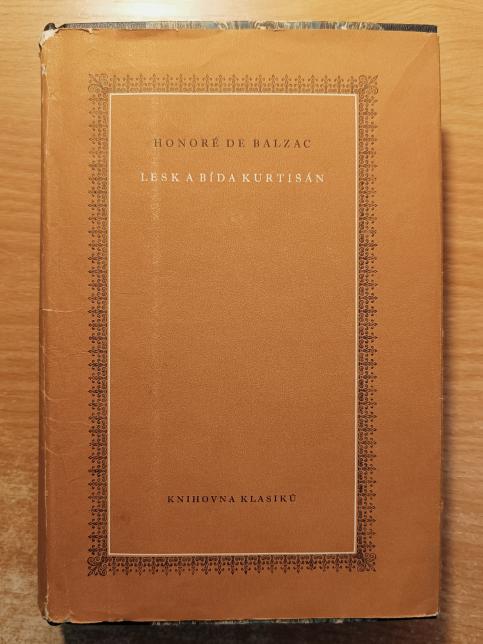 HONORÉ DE BALZAC
LESK A BÍDA KURTISÁN
KNIHOVNA KLASIKŮ